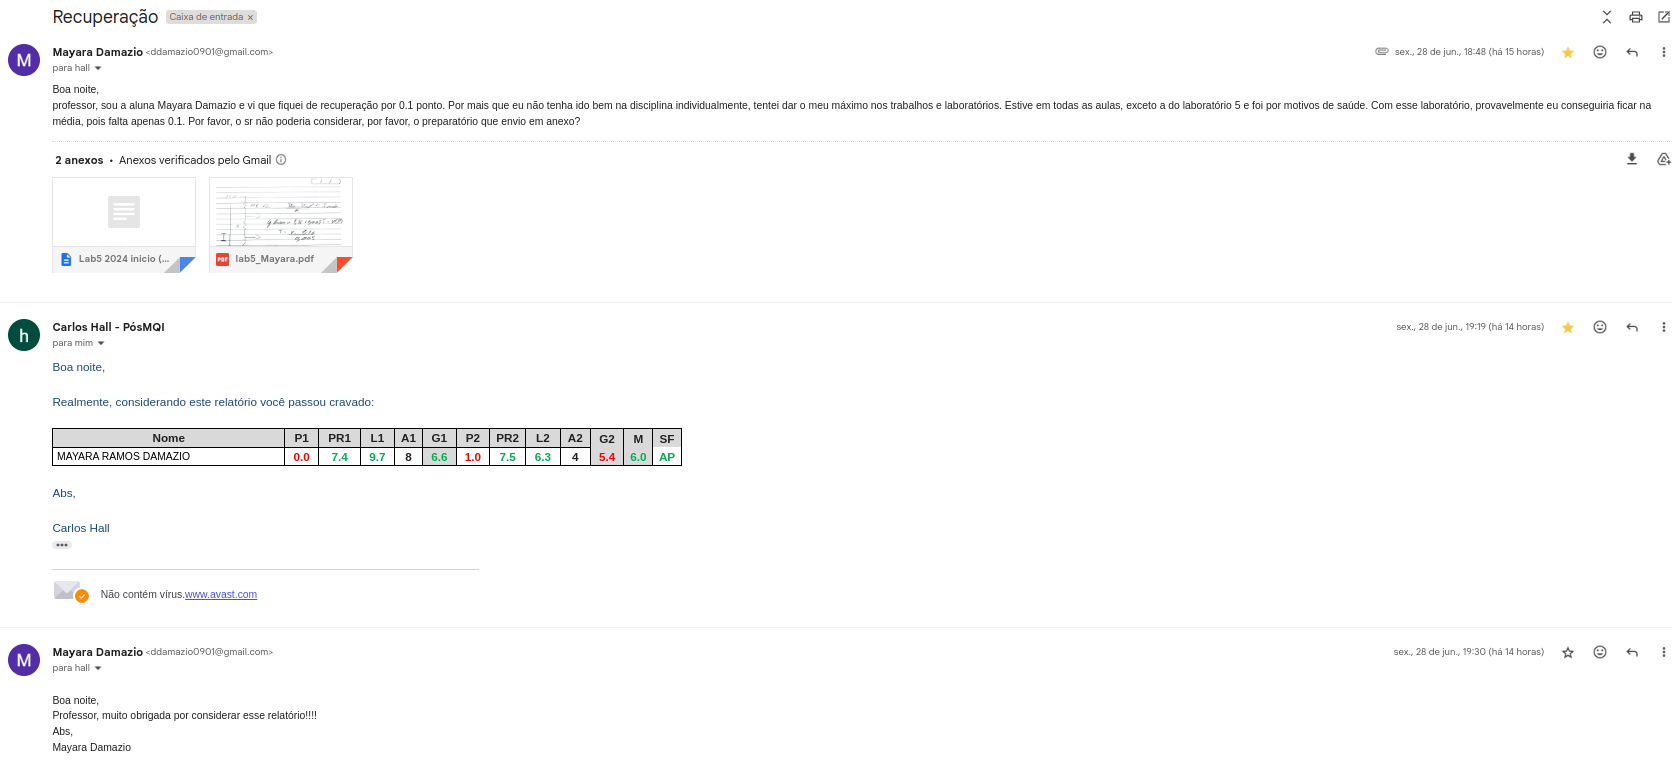 Recuperação Caixa de entrada ×
Mayara Damazio <ddamazio0901@gmail.com> sex., 28 de jun., 18:48 (há 15 horas)
para hall
Boa noite,
professor, sou a aluna Mayara Damazio e vi que fiquei de recuperação por 0.1 ponto. Por mais que eu não tenha ido bem na disciplina individualmente, tentei dar o meu máximo nos trabalhos e laboratórios. Estive em todas as aulas, exceto a do laboratório 5 e foi por motivos de saúde. Com esse laboratório, provavelmente eu conseguiria ficar na
média, pois falta apenas 0.1. Por favor, o sr não poderia considerar, por favor, o preparatório que envio em anexo?
2 anexos • Anexos verificados pelo Gmail
Lab5 2024 inicio (...
PDF lab5_Mayara.pdf
Carlos Hall - PósMQI sex., 28 de jun., 19:19 (há 14 horas)
para mim
Boa noite,
Realmente, considerando este relatório você passou cravado:
Nome P1 PR1 L1 A1 G1 P2 PR2 L2 A2 G2 M SF
MAYARA RAMOS DAMAZIO 0.0 7.4 9.7 8 6.6 1.0 7.5 6.3 4 5.4 6.0 AP
Abs,
Carlos Hall
Não contém vírus.www.avast.com
Mayara Damazio <ddamazio0901@gmail.com> sex., 28 de jun., 19:30 (há 14 horas)
para hall
Boa noite,
Professor, muito obrigada por considerar esse relatório!!!!
Abs,
Mayara Damazio